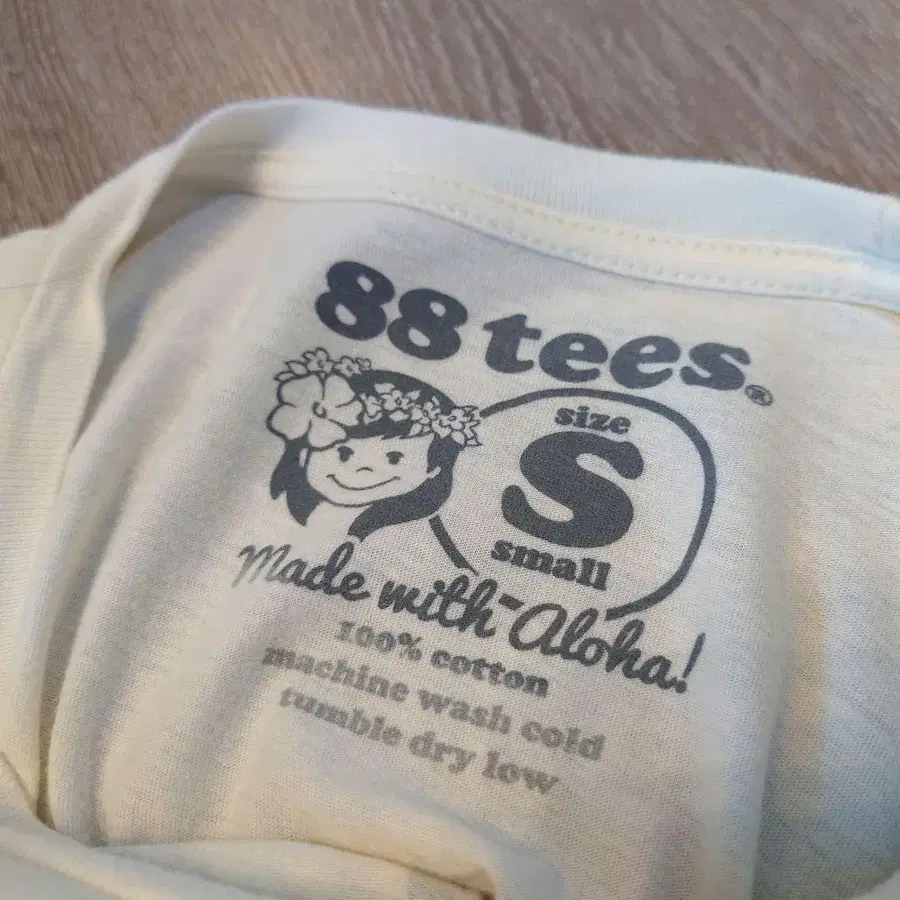 88 tees®
size
S
small
Made with Aloha!
100% cotton
machine wash cold
tumble dry low